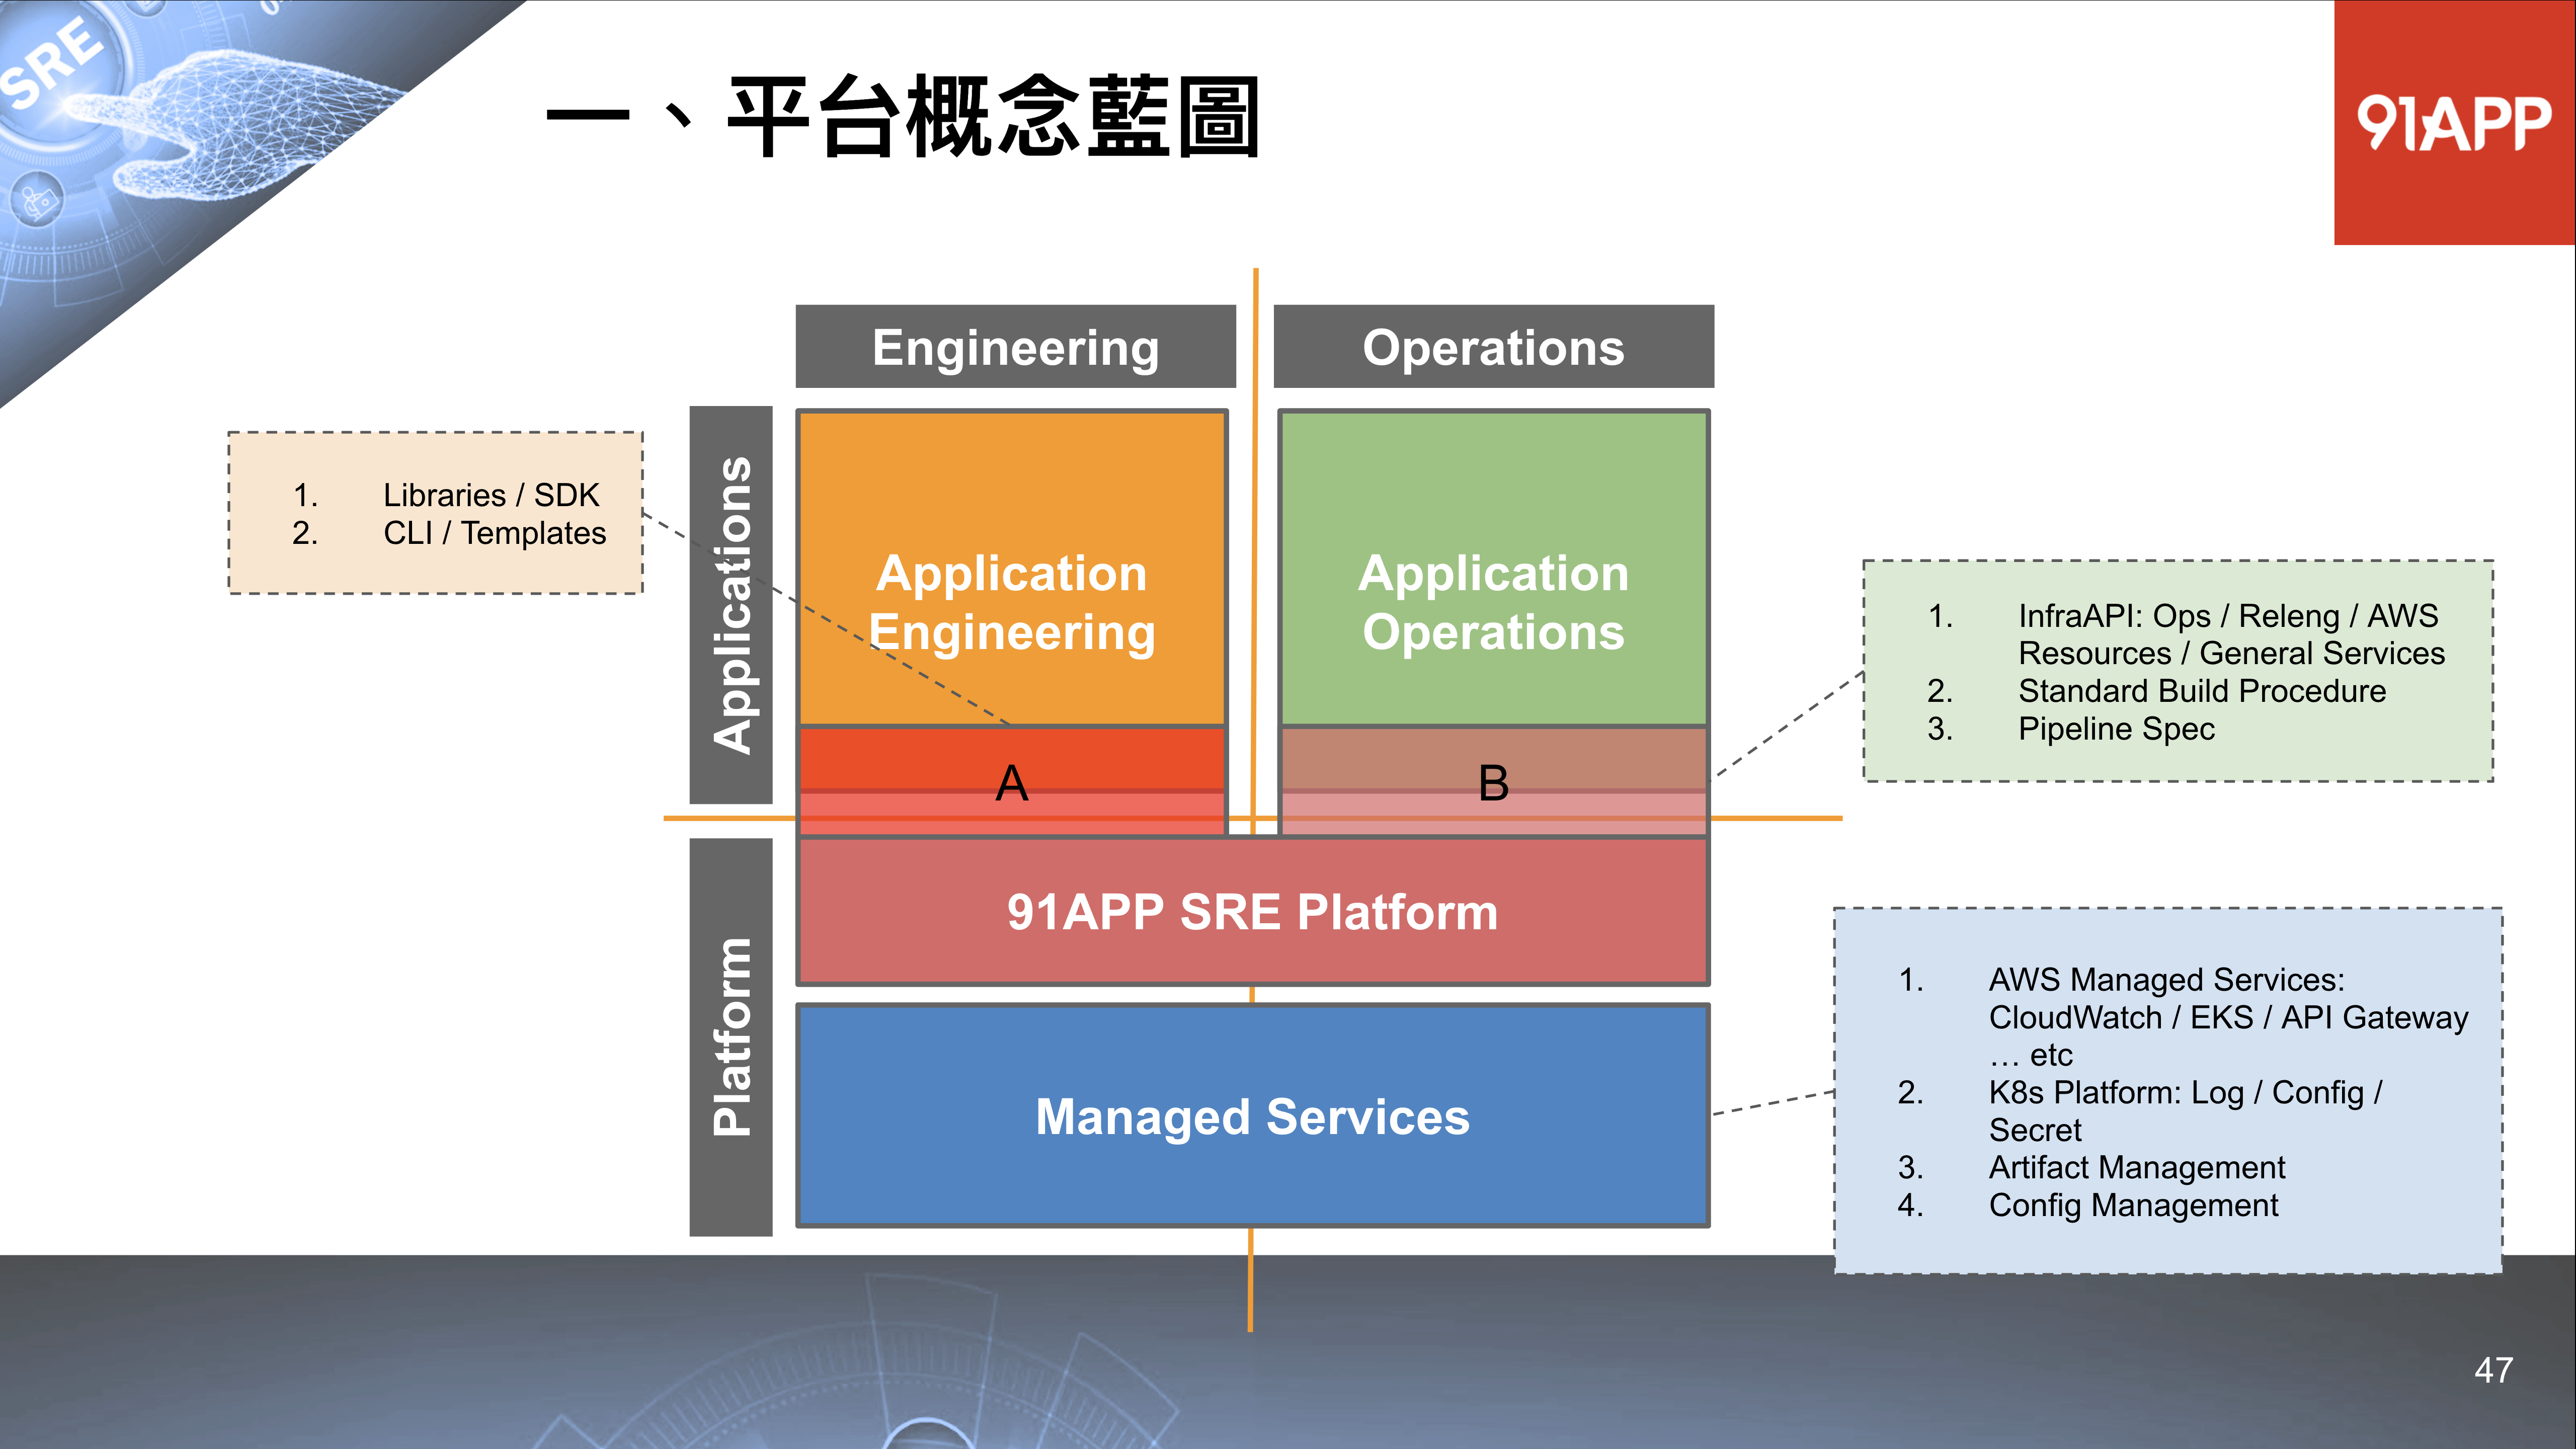 SRE
一、平台概念藍圖
91APP
Engineering
Operations
Applications
1. Libraries / SDK
2. CLI / Templates
Application
Engineering
Application
Operations
1. InfraAPI: Ops / Releng / AWS
Resources / General Services
2. Standard Build Procedure
3. Pipeline Spec
A
B
Platform
91APP SRE Platform
Managed Services
1. AWS Managed Services:
CloudWatch / EKS / API Gateway
... etc
2. K8s Platform: Log / Config /
Secret
3. Artifact Management
4. Config Management
47